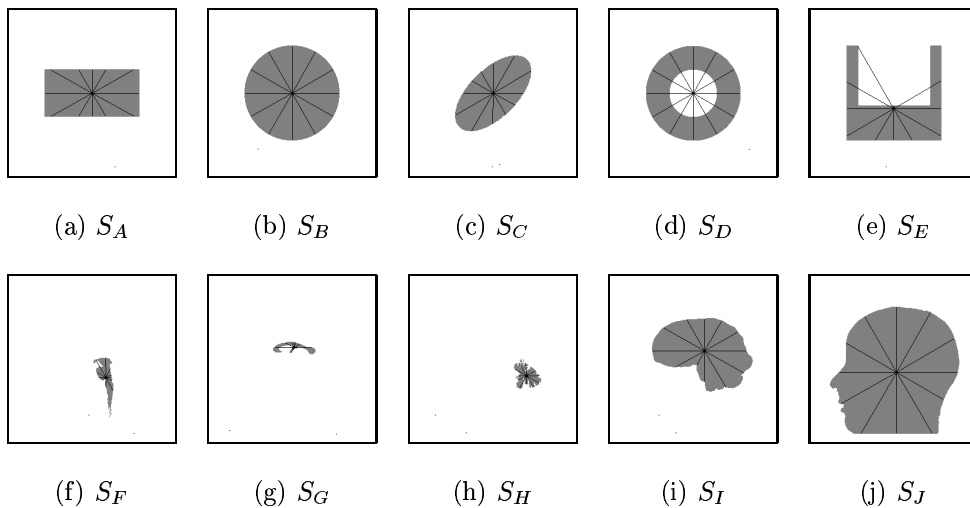 (a) S_A (b) S_B (c) S_C (d) S_D (e) S_E
(f) S_F (g) S_G (h) S_H (i) S_I (j) S_J